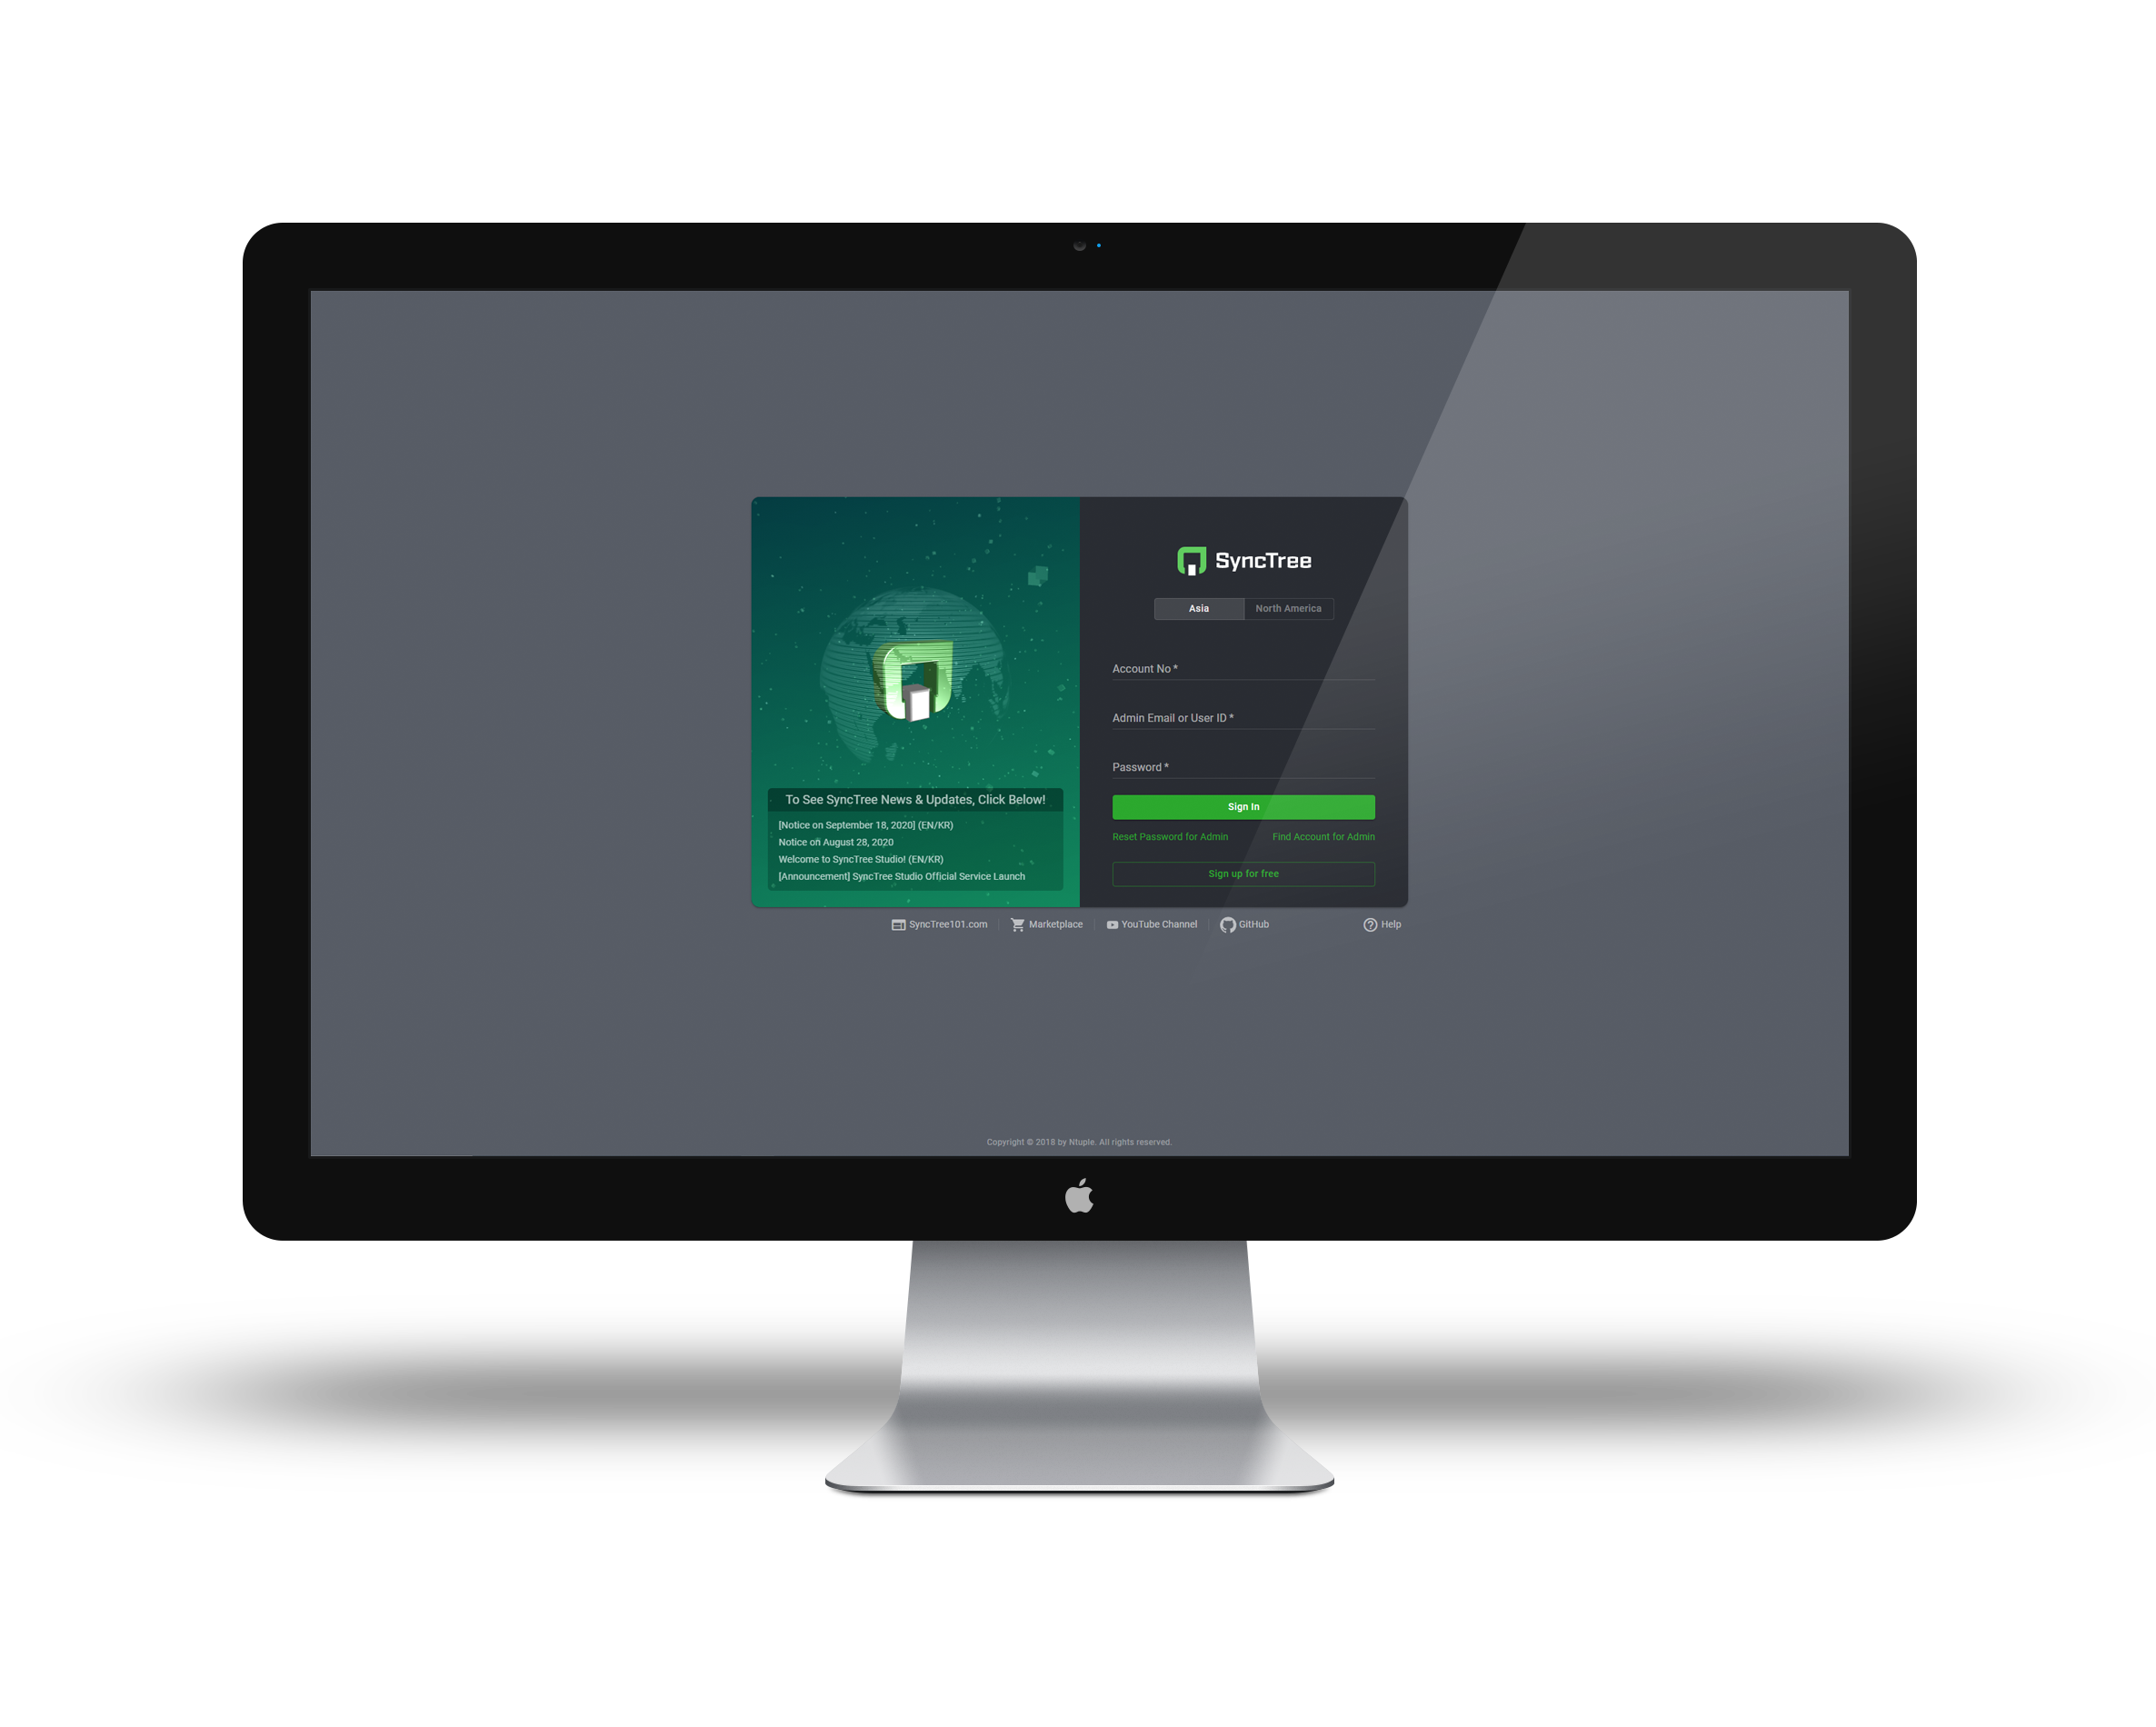 SyncTree
Asia
North America
Account No *
Admin Email or User ID *
Password *
Sign In
Reset Password for Admin
Find Account for Admin
Sign up for free
To See SyncTree News & Updates, Click Below!
[Notice on September 18, 2020] (EN/KR)
Notice on August 28, 2020
Welcome to SyncTree Studio! (EN/KR)
[Announcement] SyncTree Studio Official Service Launch
SyncTree101.com
Marketplace
YouTube Channel
GitHub
Help
Copyright © 2018 by Ntuple. All rights reserved.